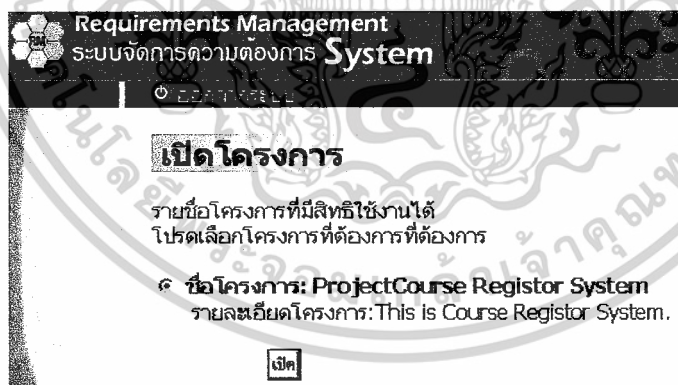 Requirements Management
ระบบจัดการความต้องการ System
เปิดโครงการ
รายชื่อโครงการที่มีสิทธิใช้งานได้
โปรดเลือกโครงการที่ต้องการที่ต้องการ
ชื่อโครงการ: ProjectCourse Registor System
รายละเอียดโครงการ:This is Course Registor System.
เปิด